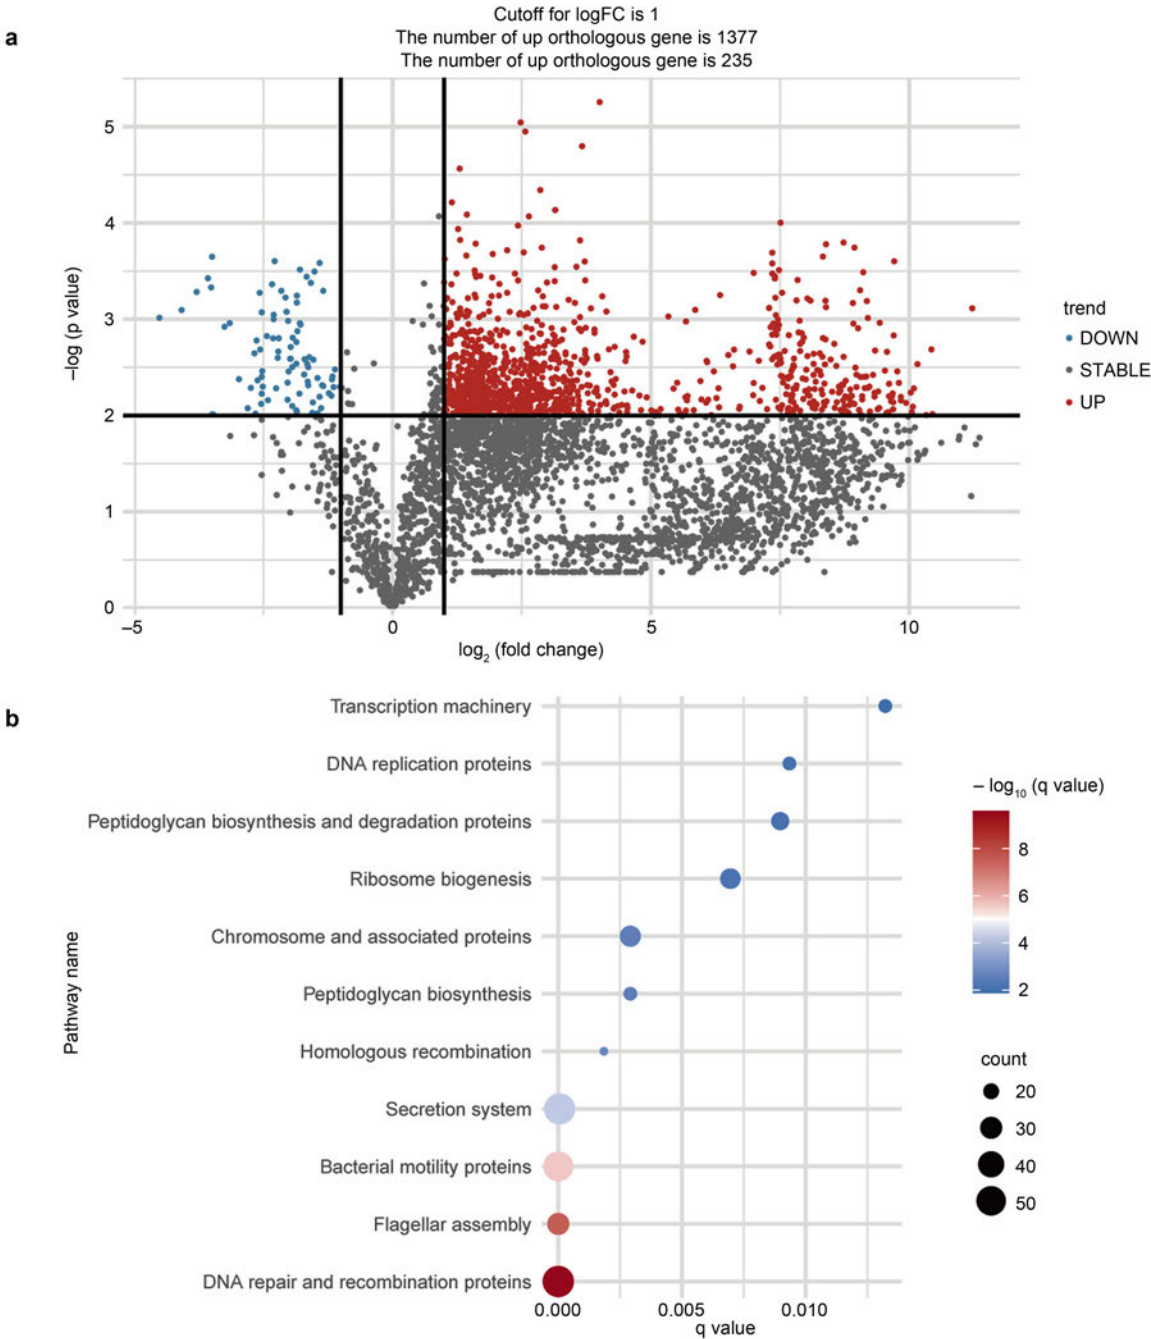 a
Cutoff for logFC is 1
The number of up orthologous gene is 1377
The number of up orthologous gene is 235
–log (p value)
5
4
3
2
1
0
–5
0
5
10
log2 (fold change)
trend
DOWN
STABLE
UP
b
Pathway name
Transcription machinery
DNA replication proteins
Peptidoglycan biosynthesis and degradation proteins
Ribosome biogenesis
Chromosome and associated proteins
Peptidoglycan biosynthesis
Homologous recombination
Secretion system
Bacterial motility proteins
Flagellar assembly
DNA repair and recombination proteins
0.000
0.005
0.010
q value
– log10 (q value)
8
6
4
2
count
20
30
40
50